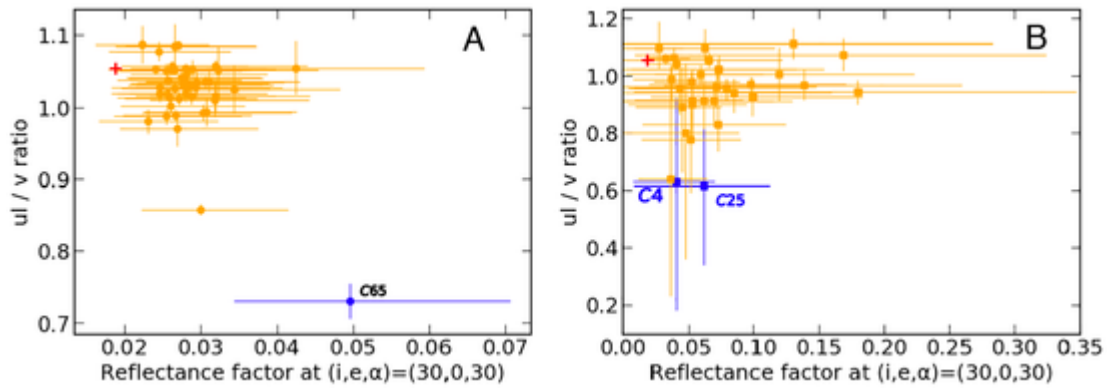 A
1.1
1.0
0.9
0.8
0.7
ul / v ratio
C65
0.02 0.03 0.04 0.05 0.06 0.07
Reflectance factor at (i,e,α)=(30,0,30)
B
1.2
1.0
0.8
0.6
0.4
0.2
ul / v ratio
C4
C25
0.00 0.05 0.10 0.15 0.20 0.25 0.30 0.35
Reflectance factor at (i,e,α)=(30,0,30)